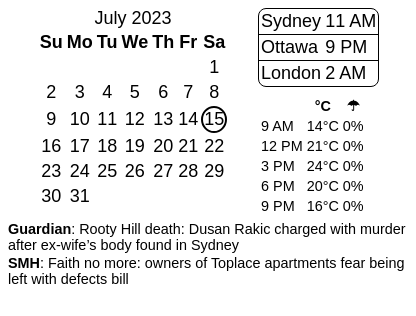 July 2023
Su Mo Tu We Th Fr Sa
1
2 3 4 5 6 7 8
9 10 11 12 13 14 15
16 17 18 19 20 21 22
23 24 25 26 27 28 29
30 31
Sydney 11 AM
Ottawa 9 PM
London 2 AM
°C ☂
9 AM 14°C 0%
12 PM 21°C 0%
3 PM 24°C 0%
6 PM 20°C 0%
9 PM 16°C 0%
Guardian: Rooty Hill death: Dusan Rakic charged with murder
after ex-wife’s body found in Sydney
SMH: Faith no more: owners of Toplace apartments fear being
left with defects bill